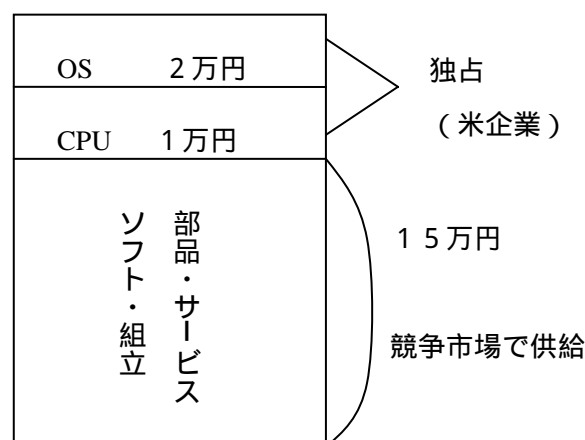 OS　２万円
独占
（米企業）
CPU　１万円
部品・サービス
ソフト・組立
１５万円
競争市場で供給